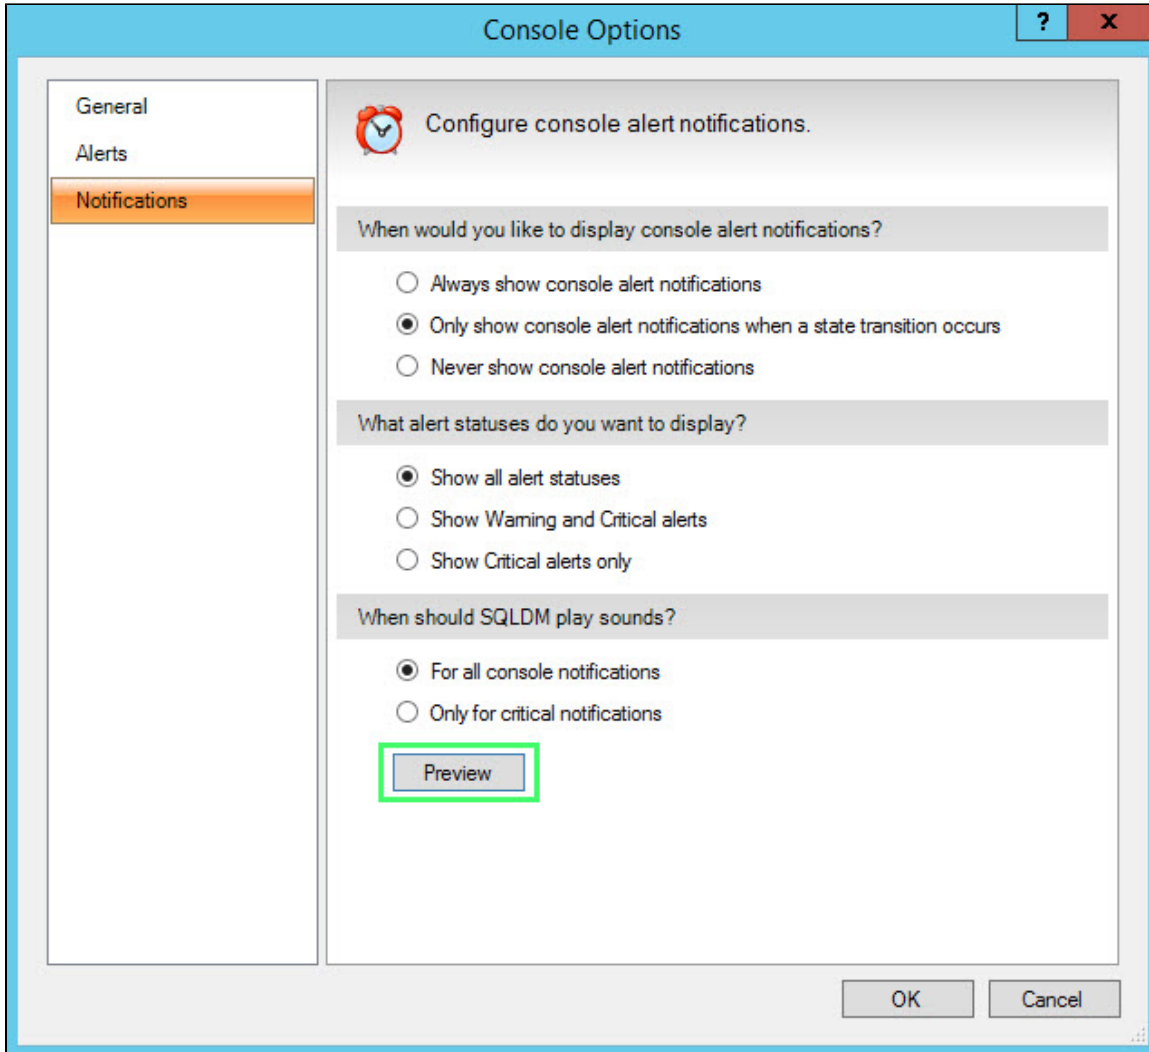 Console Options
?
X
General
Alerts
Notifications
Configure console alert notifications.
When would you like to display console alert notifications?
Always show console alert notifications
Only show console alert notifications when a state transition occurs
Never show console alert notifications
What alert statuses do you want to display?
Show all alert statuses
Show Warning and Critical alerts
Show Critical alerts only
When should SQLDM play sounds?
For all console notifications
Only for critical notifications
Preview
OK
Cancel